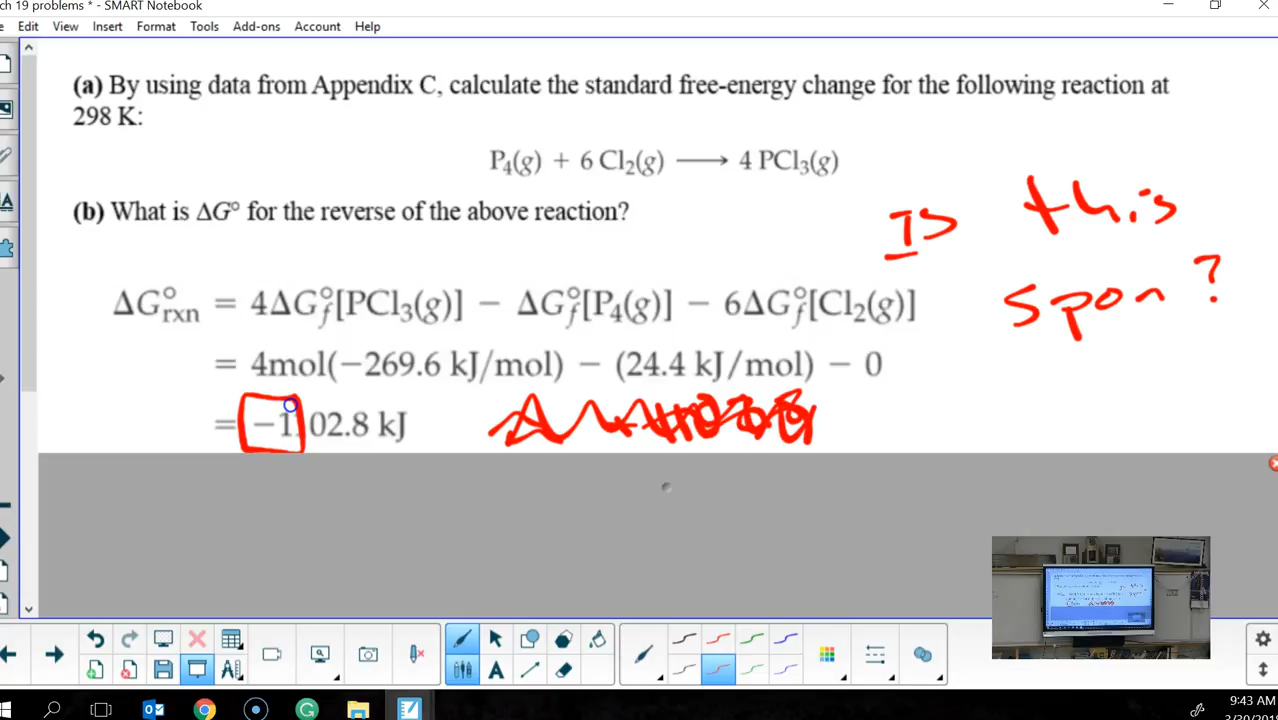 ch 19 problems * - SMART Notebook
Edit View Insert Format Tools Add-ons Account Help
(a) By using data from Appendix C, calculate the standard free-energy change for the following reaction at
298 K:
P₄(g) + 6 Cl₂(g) ⟶ 4 PCl₃(g)
(b) What is ΔG° for the reverse of the above reaction?
Is this
spon?
ΔG°rxn = 4ΔG°f[PCl₃(g)] − ΔG°f[P₄(g)] − 6ΔG°f[Cl₂(g)]
= 4mol(−269.6 kJ/mol) − (24.4 kJ/mol) − 0
= −1102.8 kJ
9:43 AM